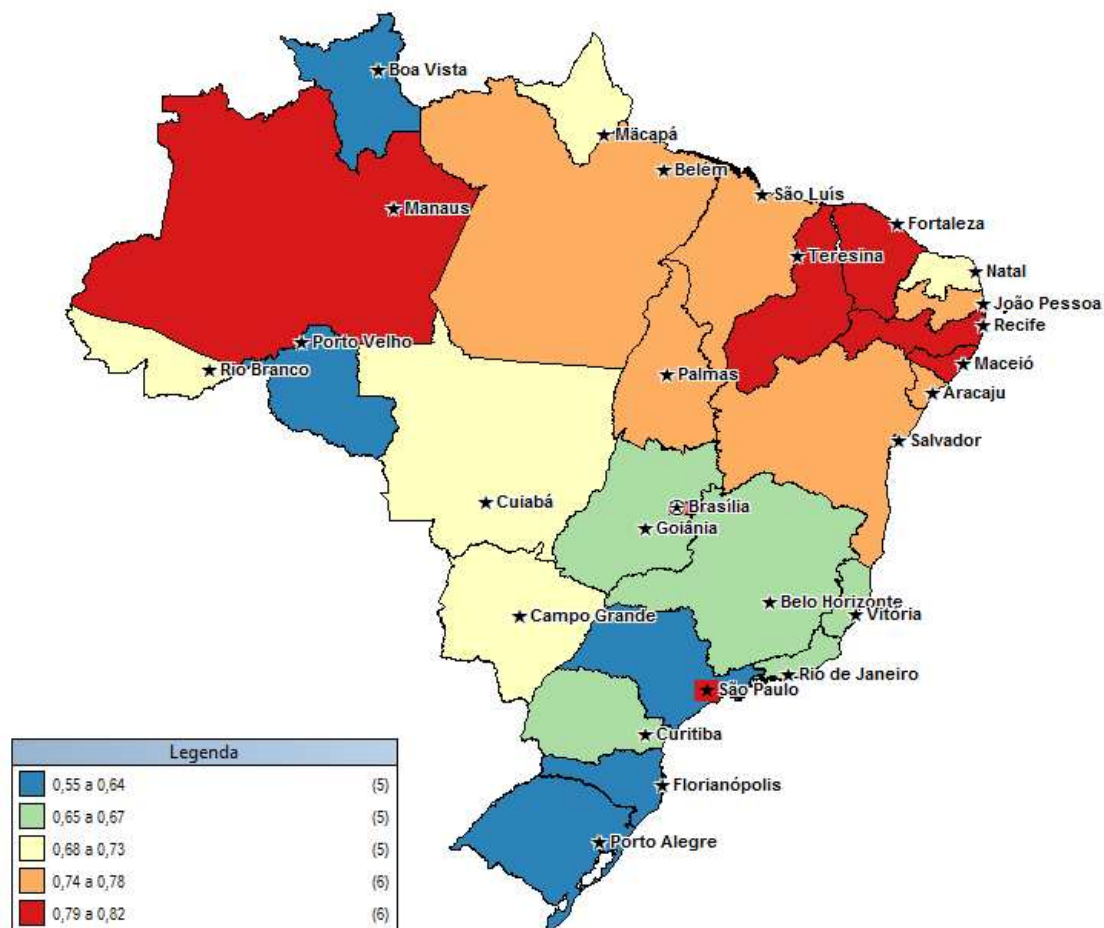 Boa Vista
Mäcapá
Belém
São Luís
Manaus
Fortaleza
Teresina
Natal
João Pessoa
Recife
Porto Velho
Maceió
Rio Branco
Palmas
Aracaju
Salvador
Cuiabá
Brasília
Goiânia
Belo Horizonte
Vitória
Campo Grande
Rio de Janeiro
São Paulo
Curitiba
Florianópolis
Porto Alegre
Legenda
0,55 a 0,64 (5)
0,65 a 0,67 (5)
0,68 a 0,73 (5)
0,74 a 0,78 (6)
0,79 a 0,82 (6)